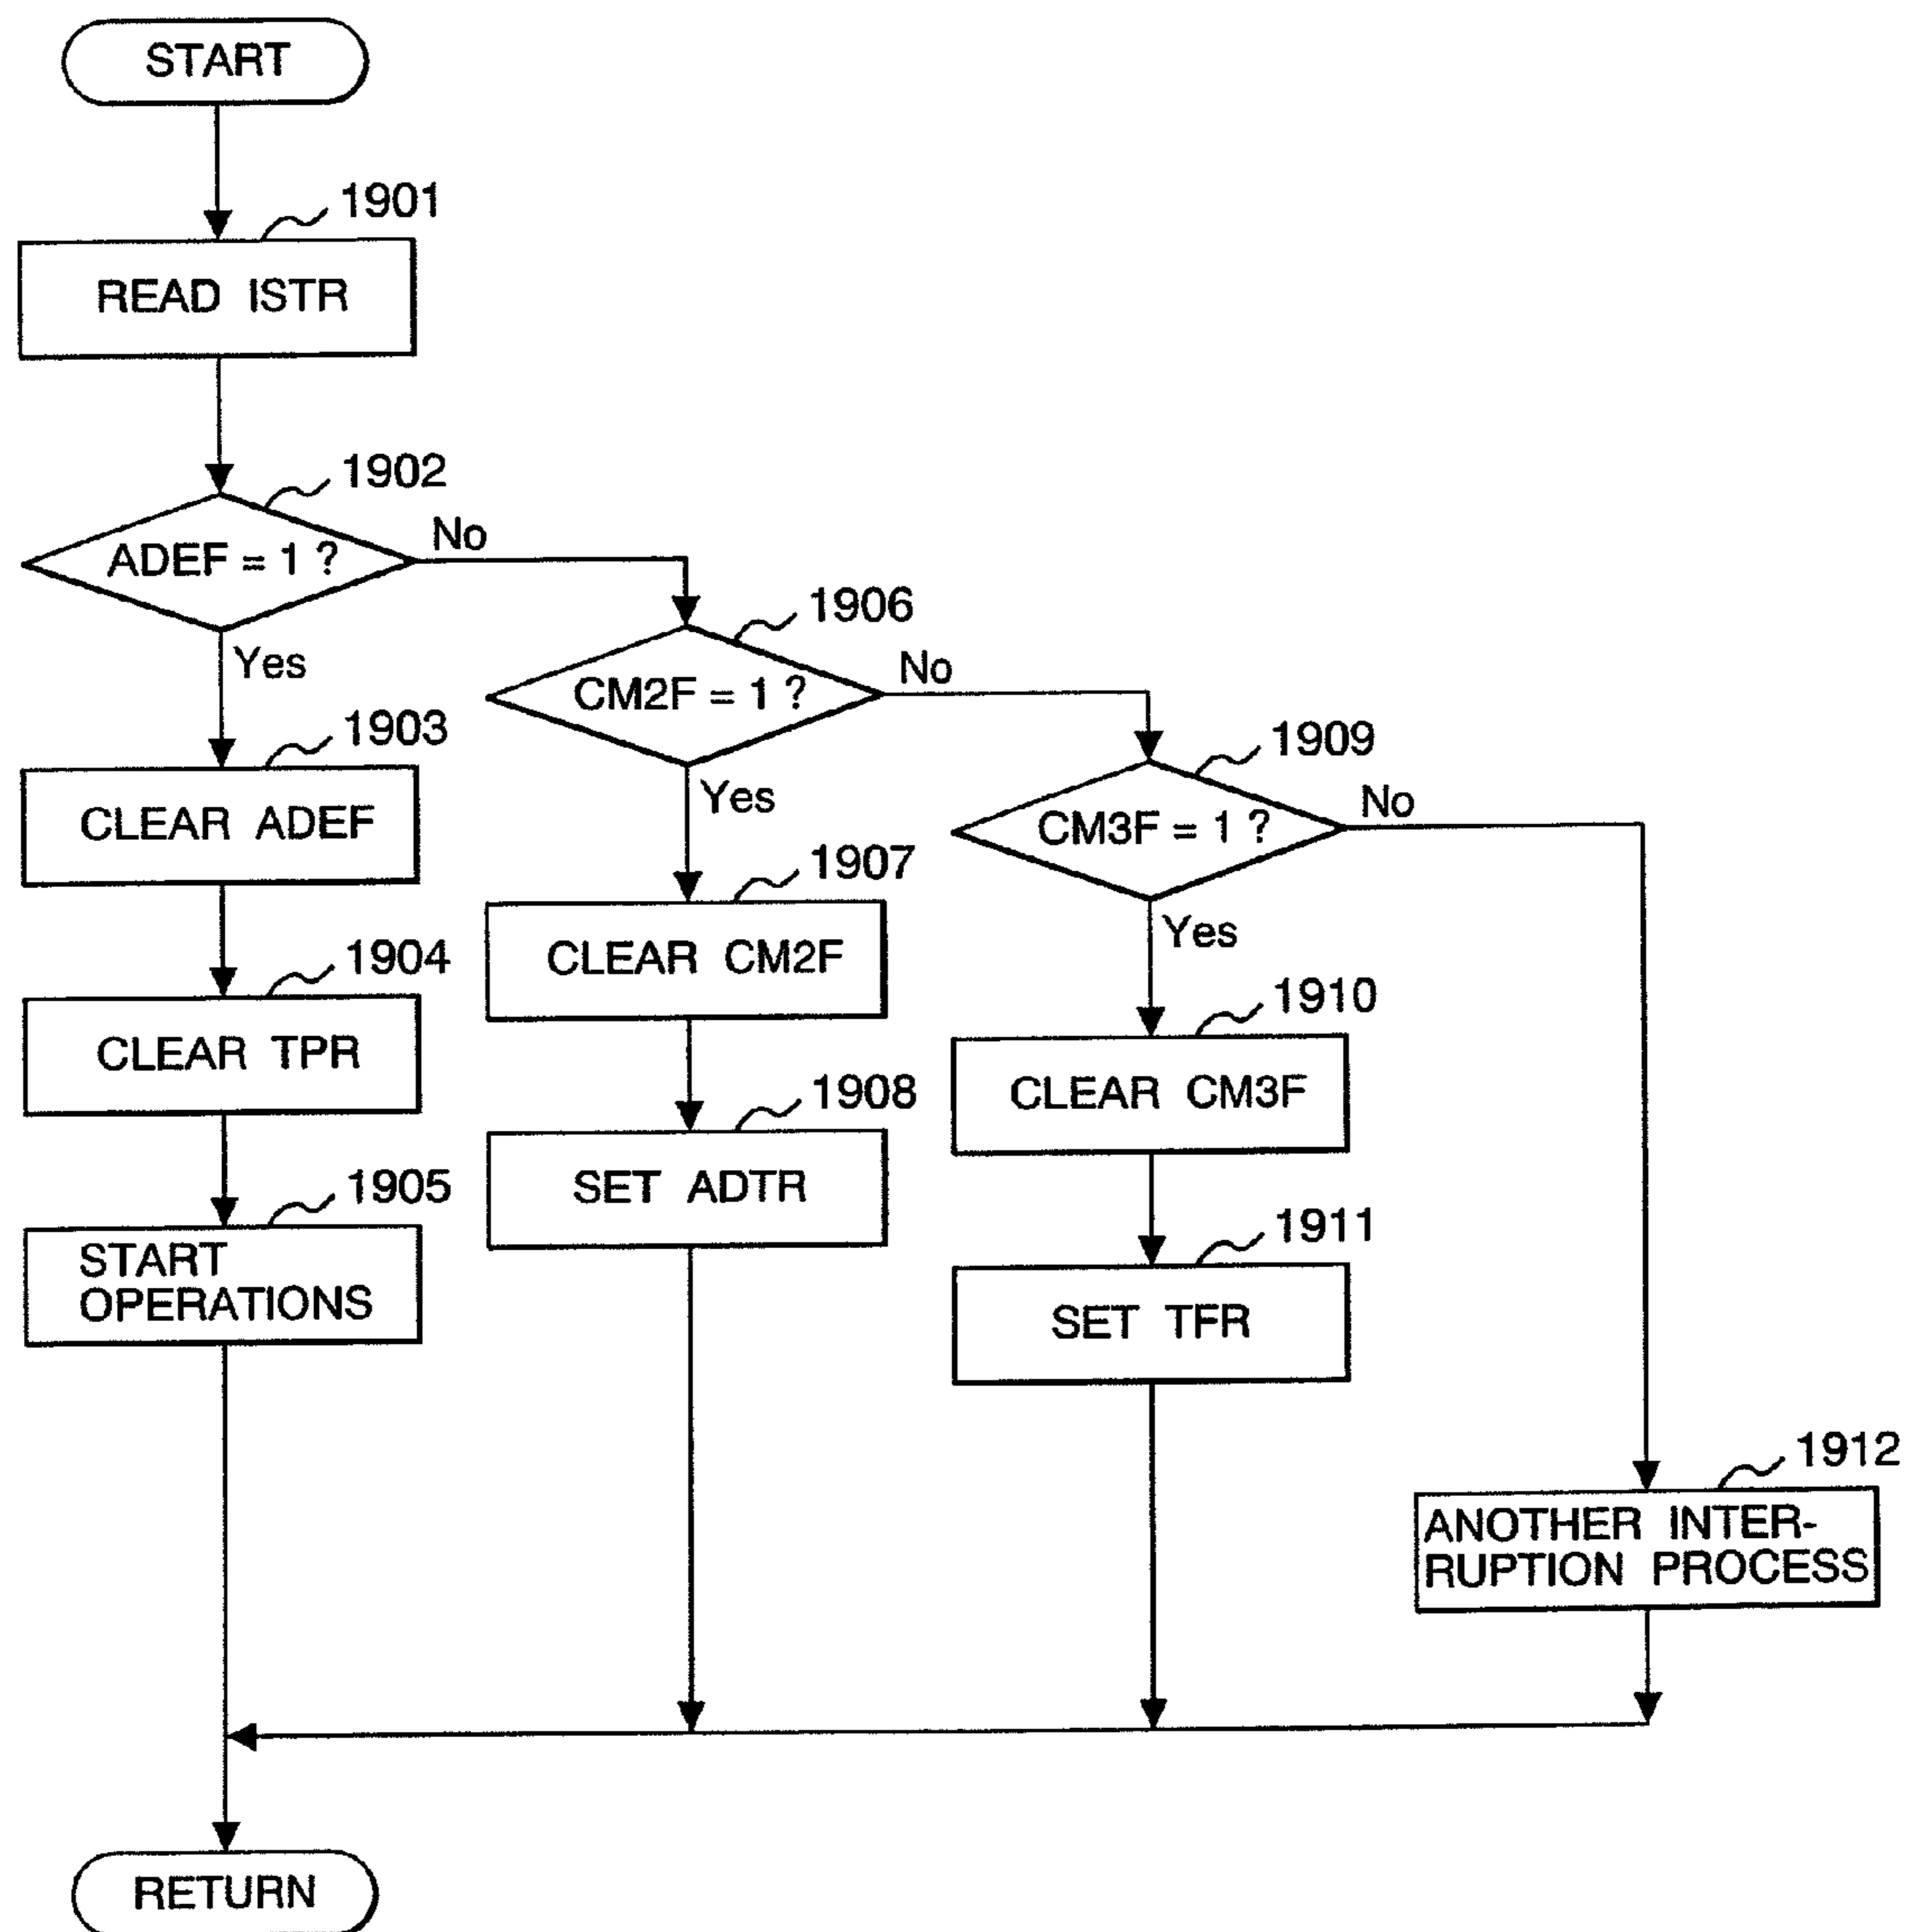 START
1901
READ ISTR
1902
ADEF = 1 ?
No
Yes
1906
CM2F = 1 ?
No
Yes
1909
CM3F = 1 ?
No
Yes
1903
CLEAR ADEF
1904
CLEAR TPR
1905
START
OPERATIONS
1907
CLEAR CM2F
1908
SET ADTR
1910
CLEAR CM3F
1911
SET TFR
1912
ANOTHER INTER-
RUPTION PROCESS
RETURN